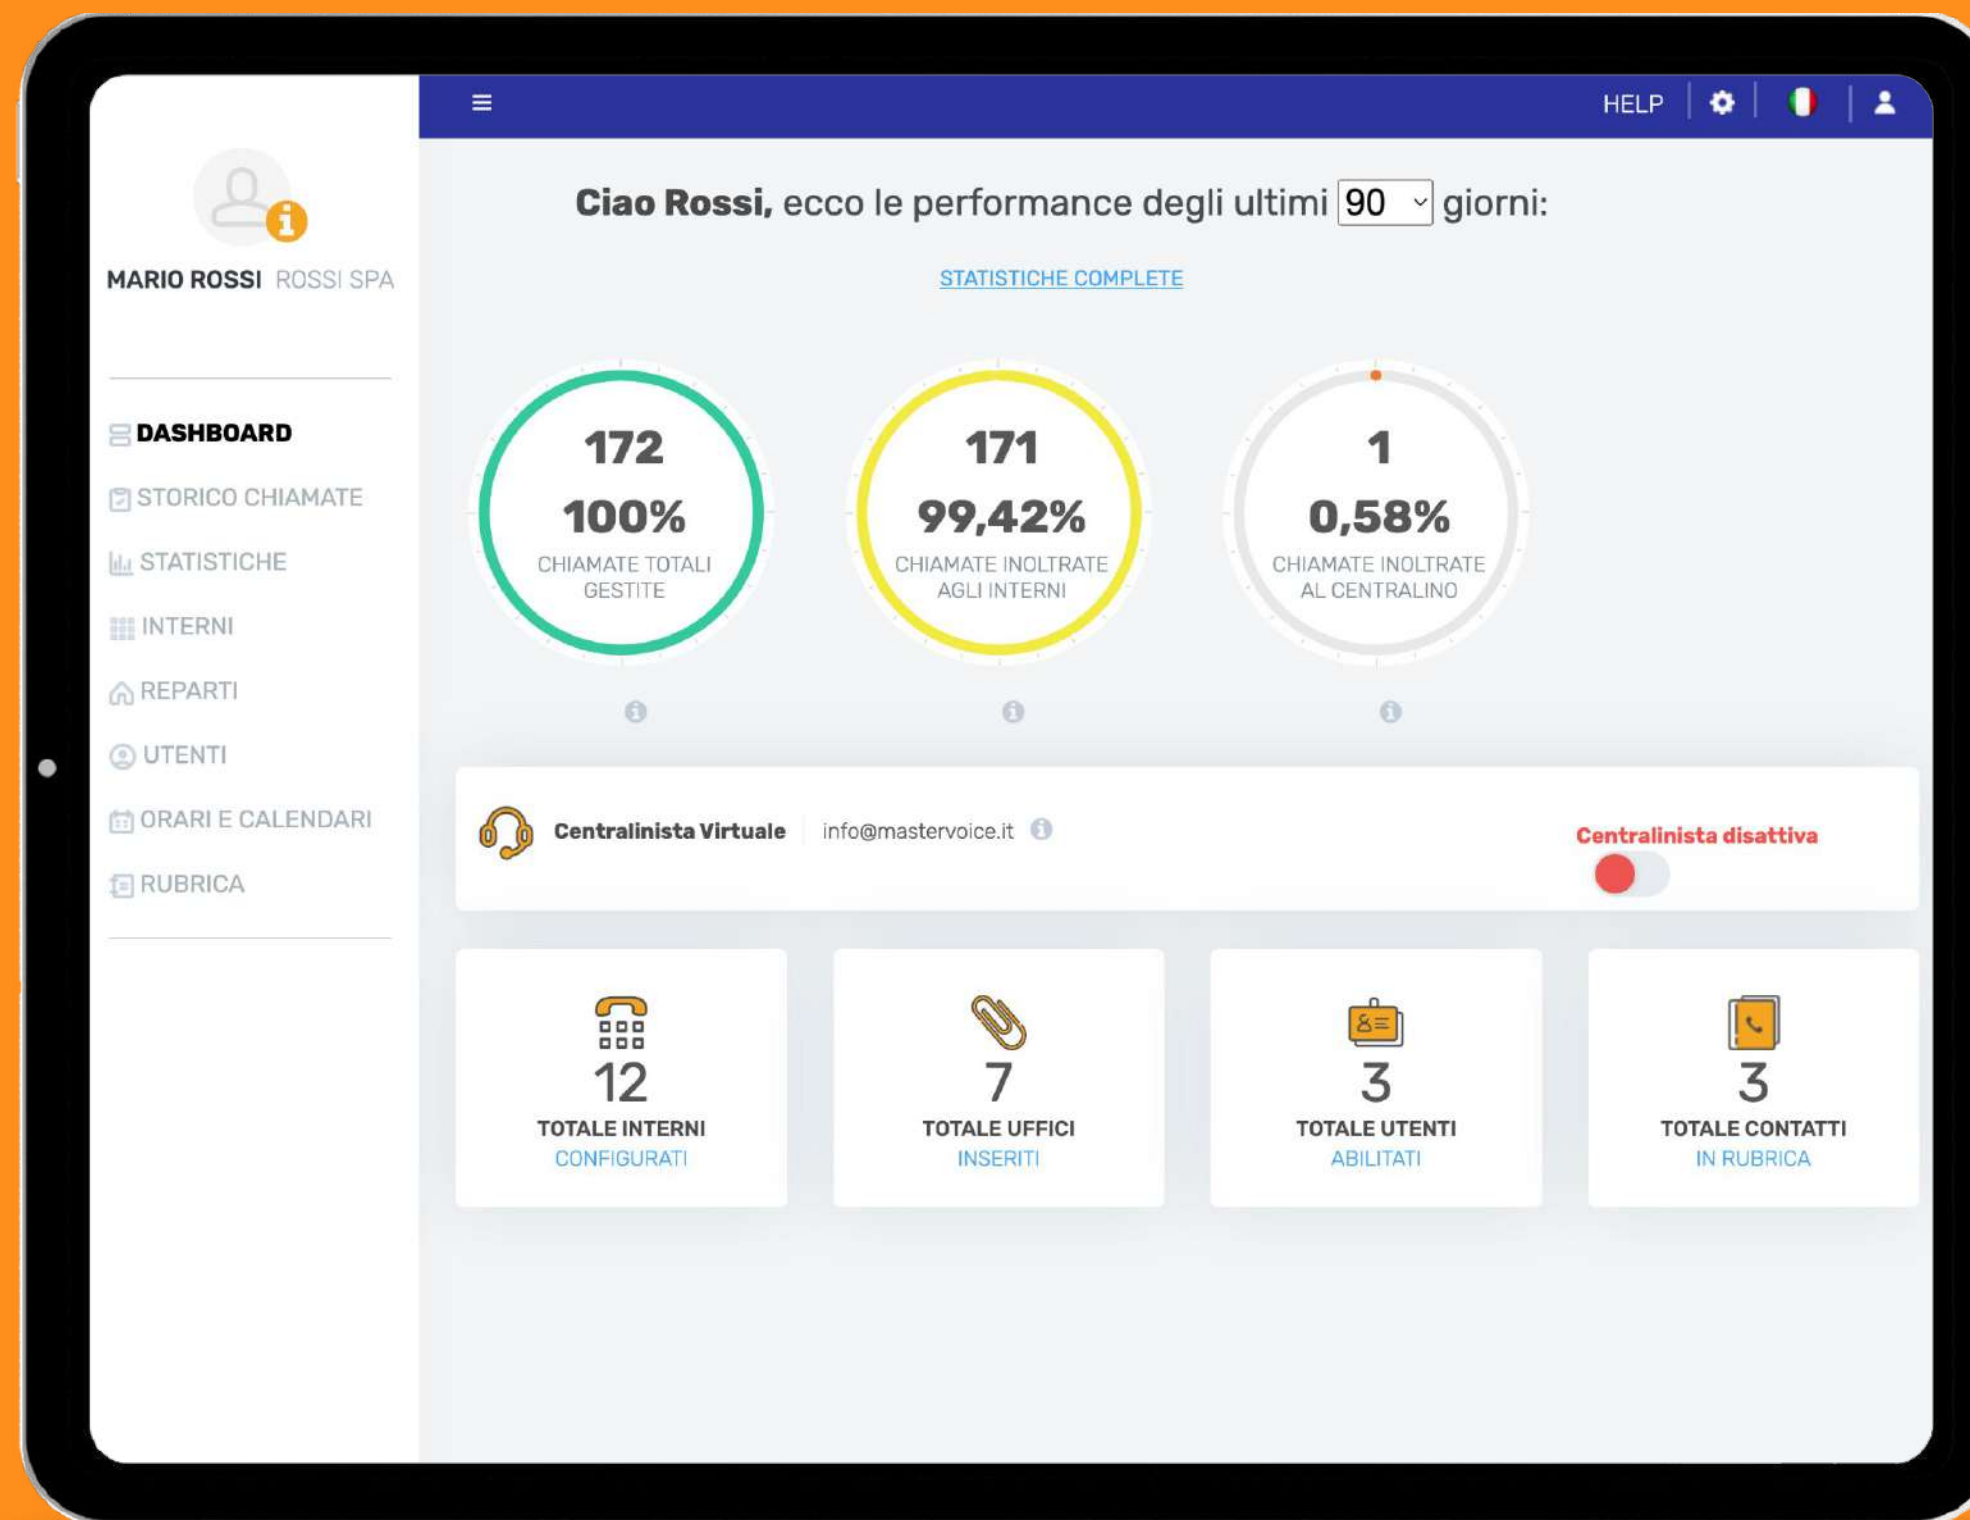 HELP
MARIO ROSSI ROSSI SPA
DASHBOARD
STORICO CHIAMATE
STATISTICHE
INTERNI
REPARTI
UTENTI
ORARI E CALENDARI
RUBRICA
Ciao Rossi, ecco le performance degli ultimi 90 giorni:
STATISTICHE COMPLETE
172
100%
CHIAMATE TOTALI
GESTITE
171
99,42%
CHIAMATE INOLTRATE
AGLI INTERNI
1
0,58%
CHIAMATE INOLTRATE
AL CENTRALINO
Centralinista Virtuale info@mastervoice.it
Centralinista disattiva
12
TOTALE INTERNI
CONFIGURATI
7
TOTALE UFFICI
INSERITI
3
TOTALE UTENTI
ABILITATI
3
TOTALE CONTATTI
IN RUBRICA